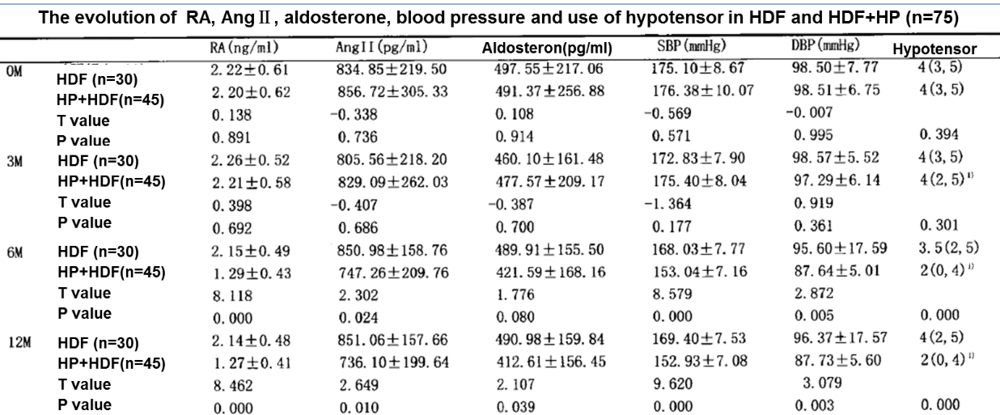 The evolution of RA, AngⅡ, aldosterone, blood pressure and use of hypotensor in HDF and HDF+HP (n=75)
RA(ng/ml) AngII(pg/ml) Aldosteron(pg/ml) SBP(mmHg) DBP(mmHg) Hypotensor
0M HDF (n=30) 2.22±0.61 834.85±219.50 497.55±217.06 175.10±8.67 98.50±7.77 4(3,5)
HP+HDF(n=45) 2.20±0.62 856.72±305.33 491.37±256.88 176.38±10.07 98.51±6.75 4(3,5)
T value 0.138 -0.338 0.108 -0.569 -0.007
P value 0.891 0.736 0.914 0.571 0.995 0.394
3M HDF (n=30) 2.26±0.52 805.56±218.20 460.10±161.48 172.83±7.90 98.57±5.52 4(3,5)
HP+HDF(n=45) 2.21±0.58 829.09±262.03 477.57±209.17 175.40±8.04 97.29±6.14 4(2,5)¹⁾
T value 0.398 -0.407 -0.387 -1.364 0.919
P value 0.692 0.686 0.700 0.177 0.361 0.301
6M HDF (n=30) 2.15±0.49 850.98±158.76 489.91±155.50 168.03±7.77 95.60±17.59 3.5(2,5)
HP+HDF(n=45) 1.29±0.43 747.26±209.76 421.59±168.16 153.04±7.16 87.64±5.01 2(0,4)¹⁾
T value 8.118 2.302 1.776 8.579 2.872
P value 0.000 0.024 0.080 0.000 0.005 0.000
12M HDF (n=30) 2.14±0.48 851.06±157.66 490.98±159.84 169.40±7.53 96.37±17.57 4(2,5)
HP+HDF(n=45) 1.27±0.41 736.10±199.64 412.61±156.45 152.93±7.08 87.73±5.60 2(0,4)¹⁾
T value 8.462 2.649 2.107 9.620 3.079
P value 0.000 0.010 0.039 0.000 0.003 0.000